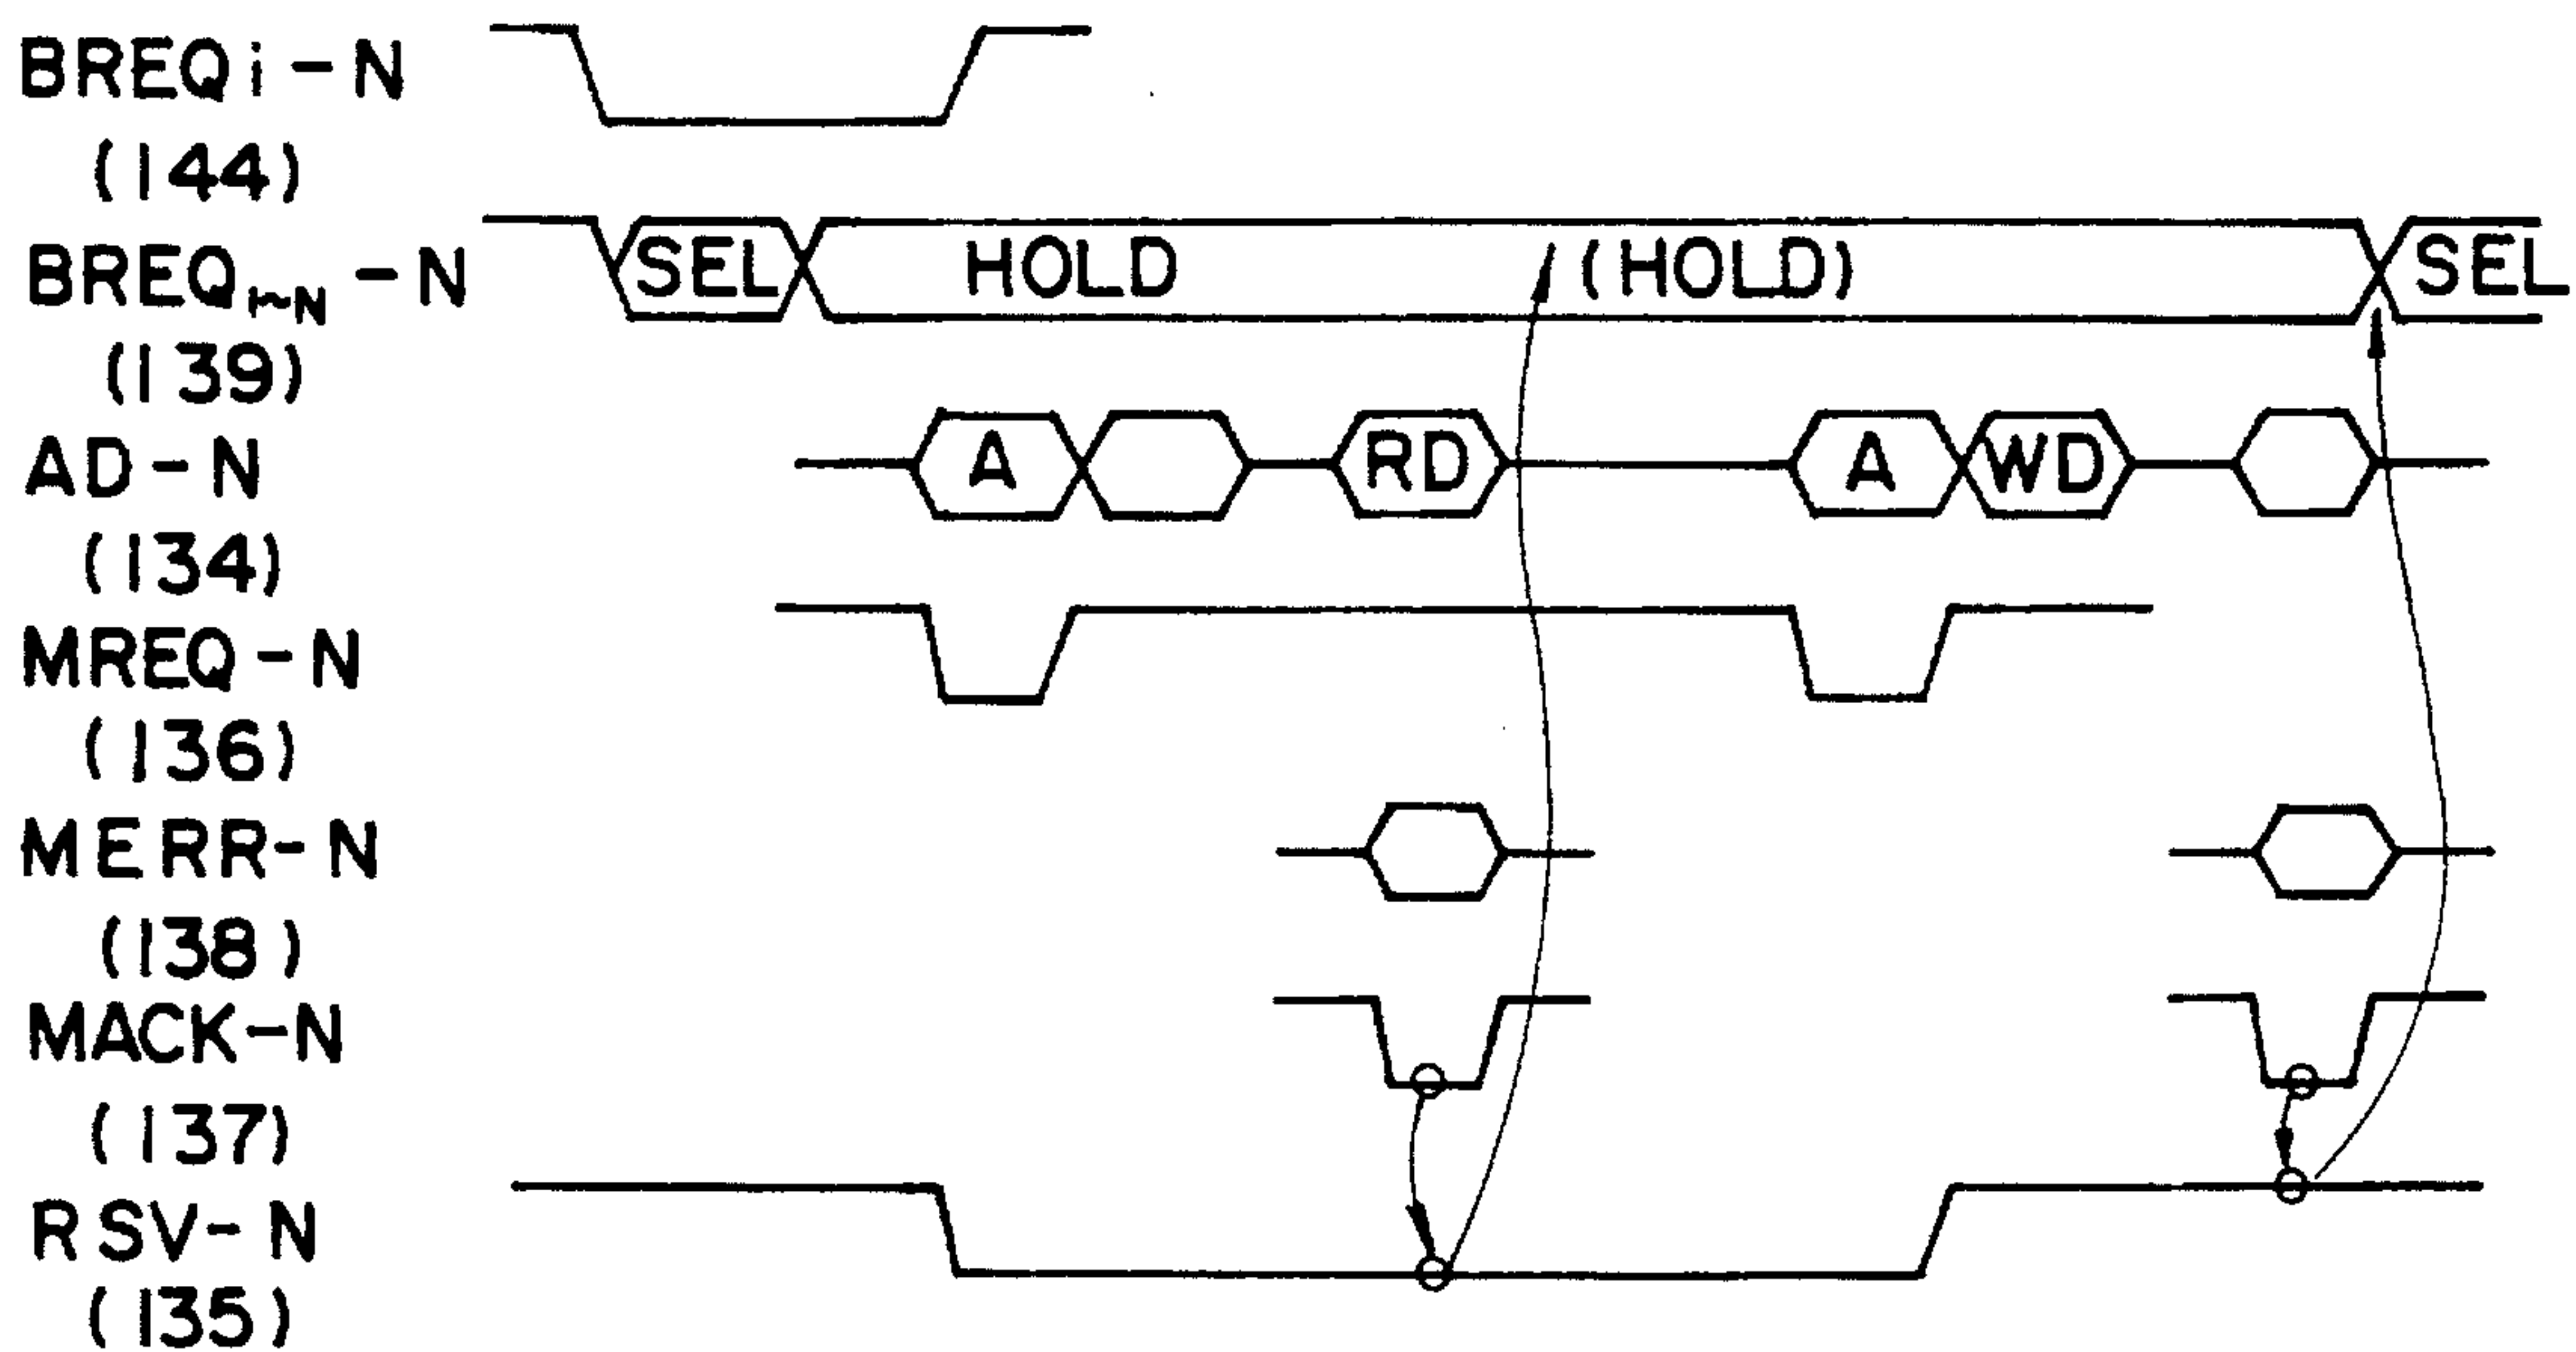 BREQi-N
(144)
SEL HOLD (HOLD) SEL
BREQ1~N-N
(139)
A RD A WD
AD-N
(134)
MREQ-N
(136)
MERR-N
(138)
MACK-N
(137)
RSV-N
(135)